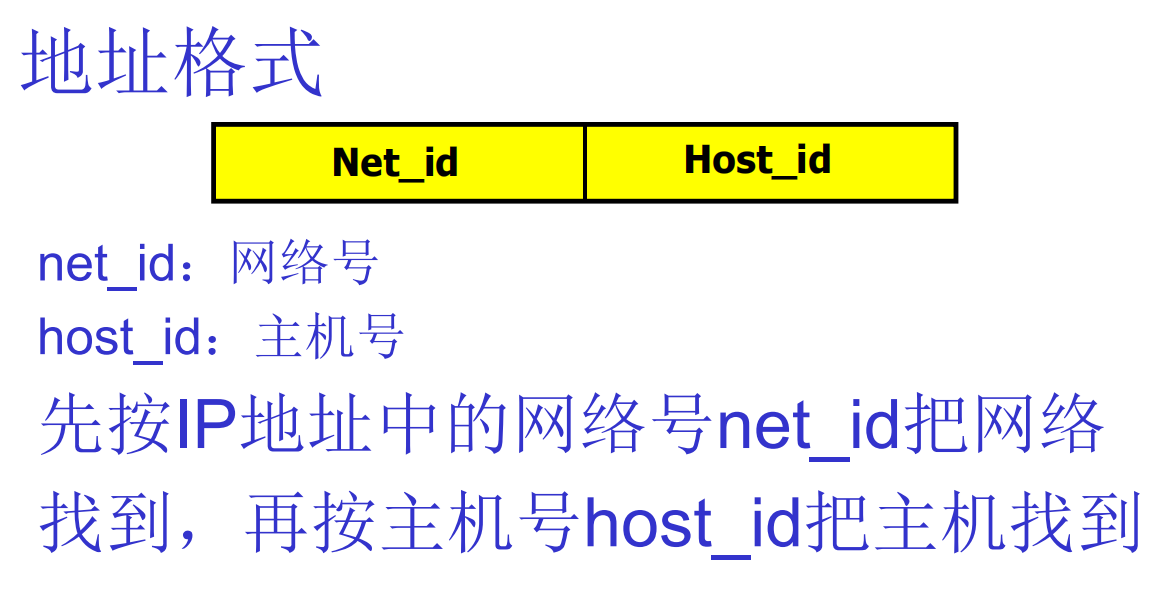 地址格式
Net_id Host_id
net_id：网络号
host_id：主机号
先按IP地址中的网络号net_id把网络
找到，再按主机号host_id把主机找到